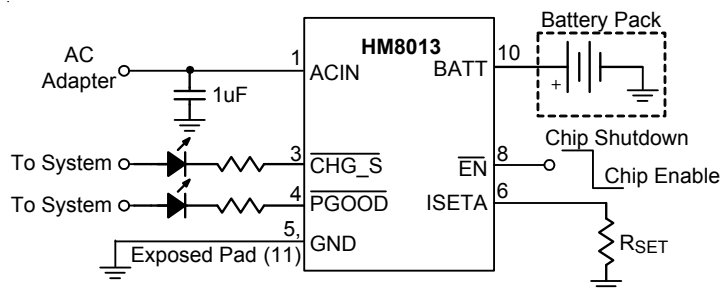 Battery Pack
AC
Adapter
1
HM8013
10
ACIN
BATT
+
1uF
Chip Shutdown
To System
3
CHG_S
EN
8
Chip Enable
To System
4
PGOOD
ISETA
6
5,
GND
Exposed Pad (11)
RSET